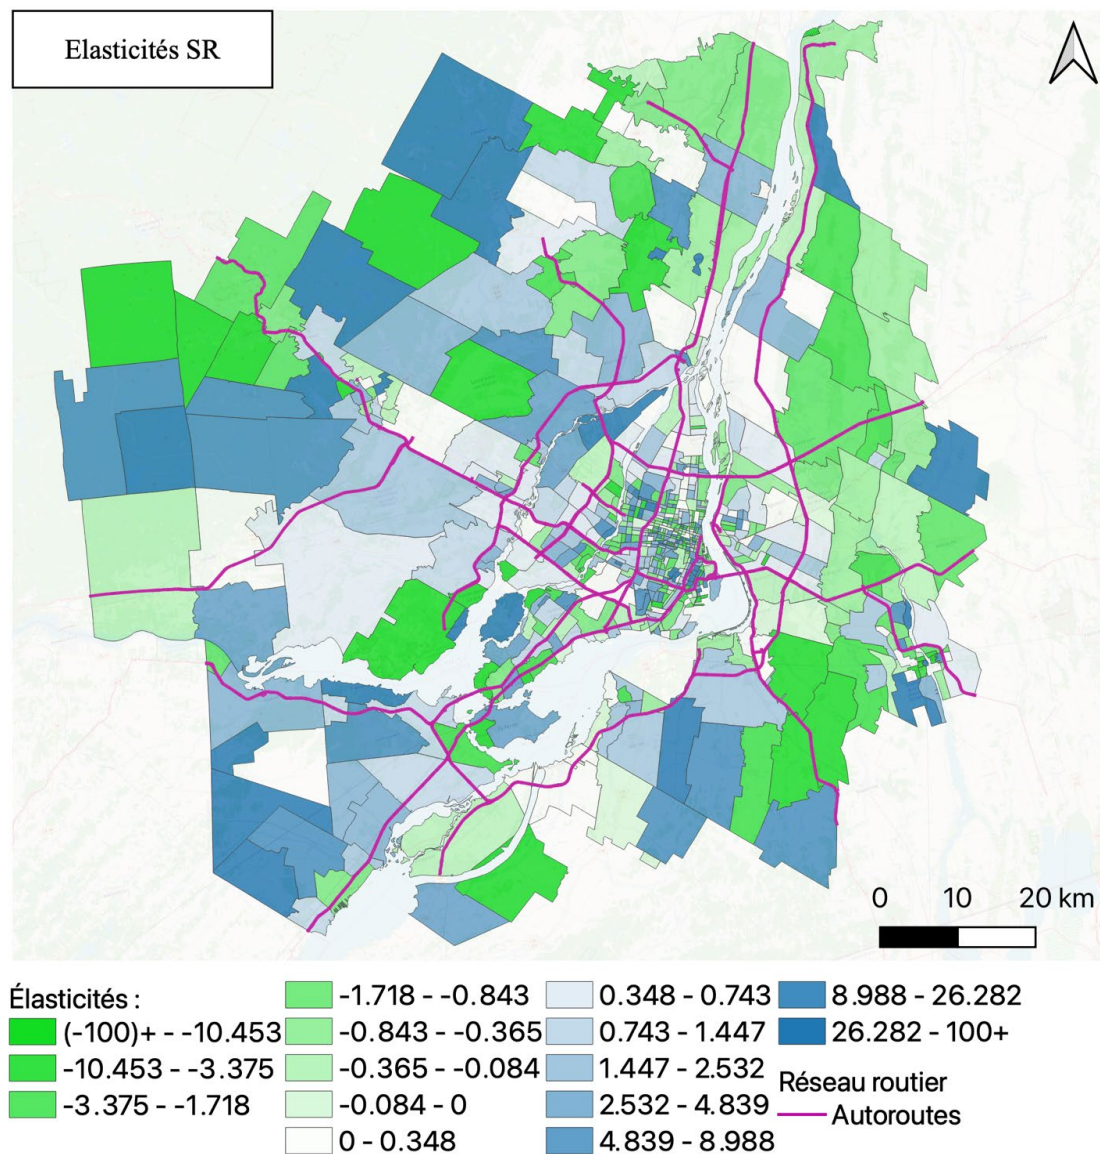 Elasticités SR
0 10 20 km
Élasticités :
(-100)+ - -10.453
-10.453 - -3.375
-3.375 - -1.718
-1.718 - -0.843
-0.843 - -0.365
-0.365 - -0.084
-0.084 - 0
0 - 0.348
0.348 - 0.743
0.743 - 1.447
1.447 - 2.532
2.532 - 4.839
4.839 - 8.988
8.988 - 26.282
26.282 - 100+
Réseau routier
Autoroutes